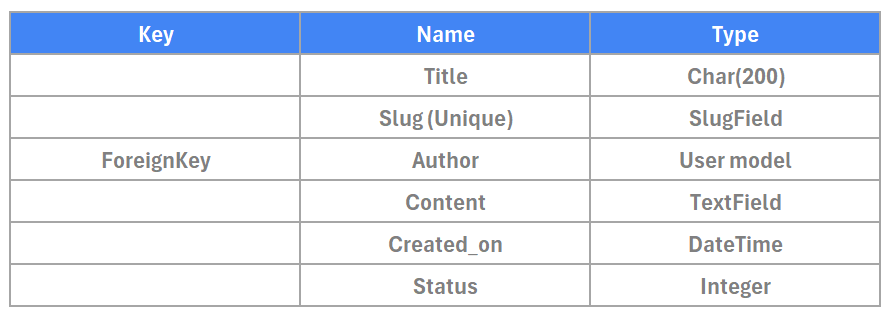 Key Name Type
Title Char(200)
Slug (Unique) SlugField
ForeignKey Author User model
Content TextField
Created_on DateTime
Status Integer